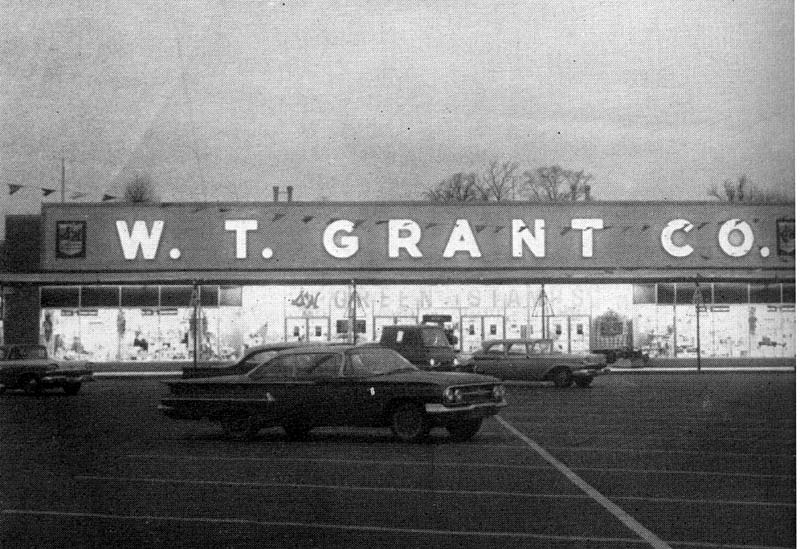 W. T. GRANT CO.
S&H GREEN STAMPS